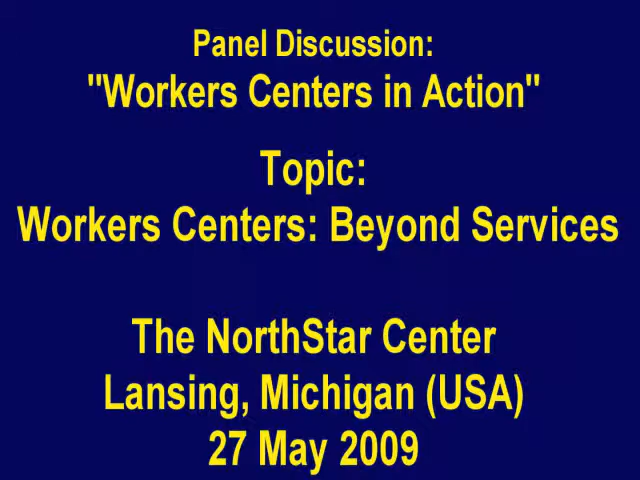 Panel Discussion:
"Workers Centers in Action"
Topic:
Workers Centers: Beyond Services
The NorthStar Center
Lansing, Michigan (USA)
27 May 2009